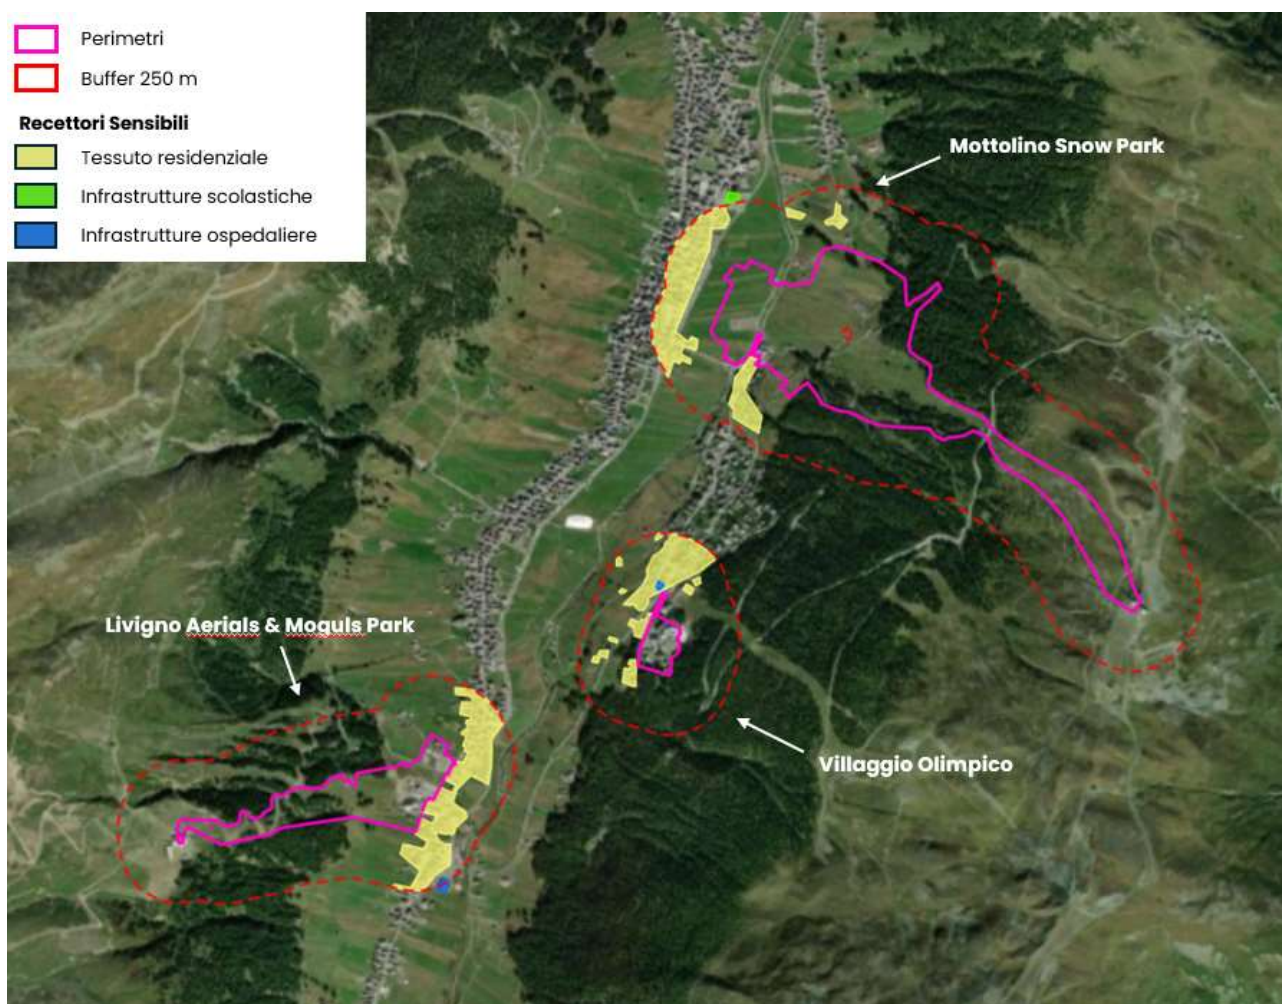 Perimetri
Buffer 250 m
Recettori Sensibili
Tessuto residenziale
Infrastrutture scolastiche
Infrastrutture ospedaliere
Mottolino Snow Park
Livigno Aerials & Moguls Park
Villaggio Olimpico